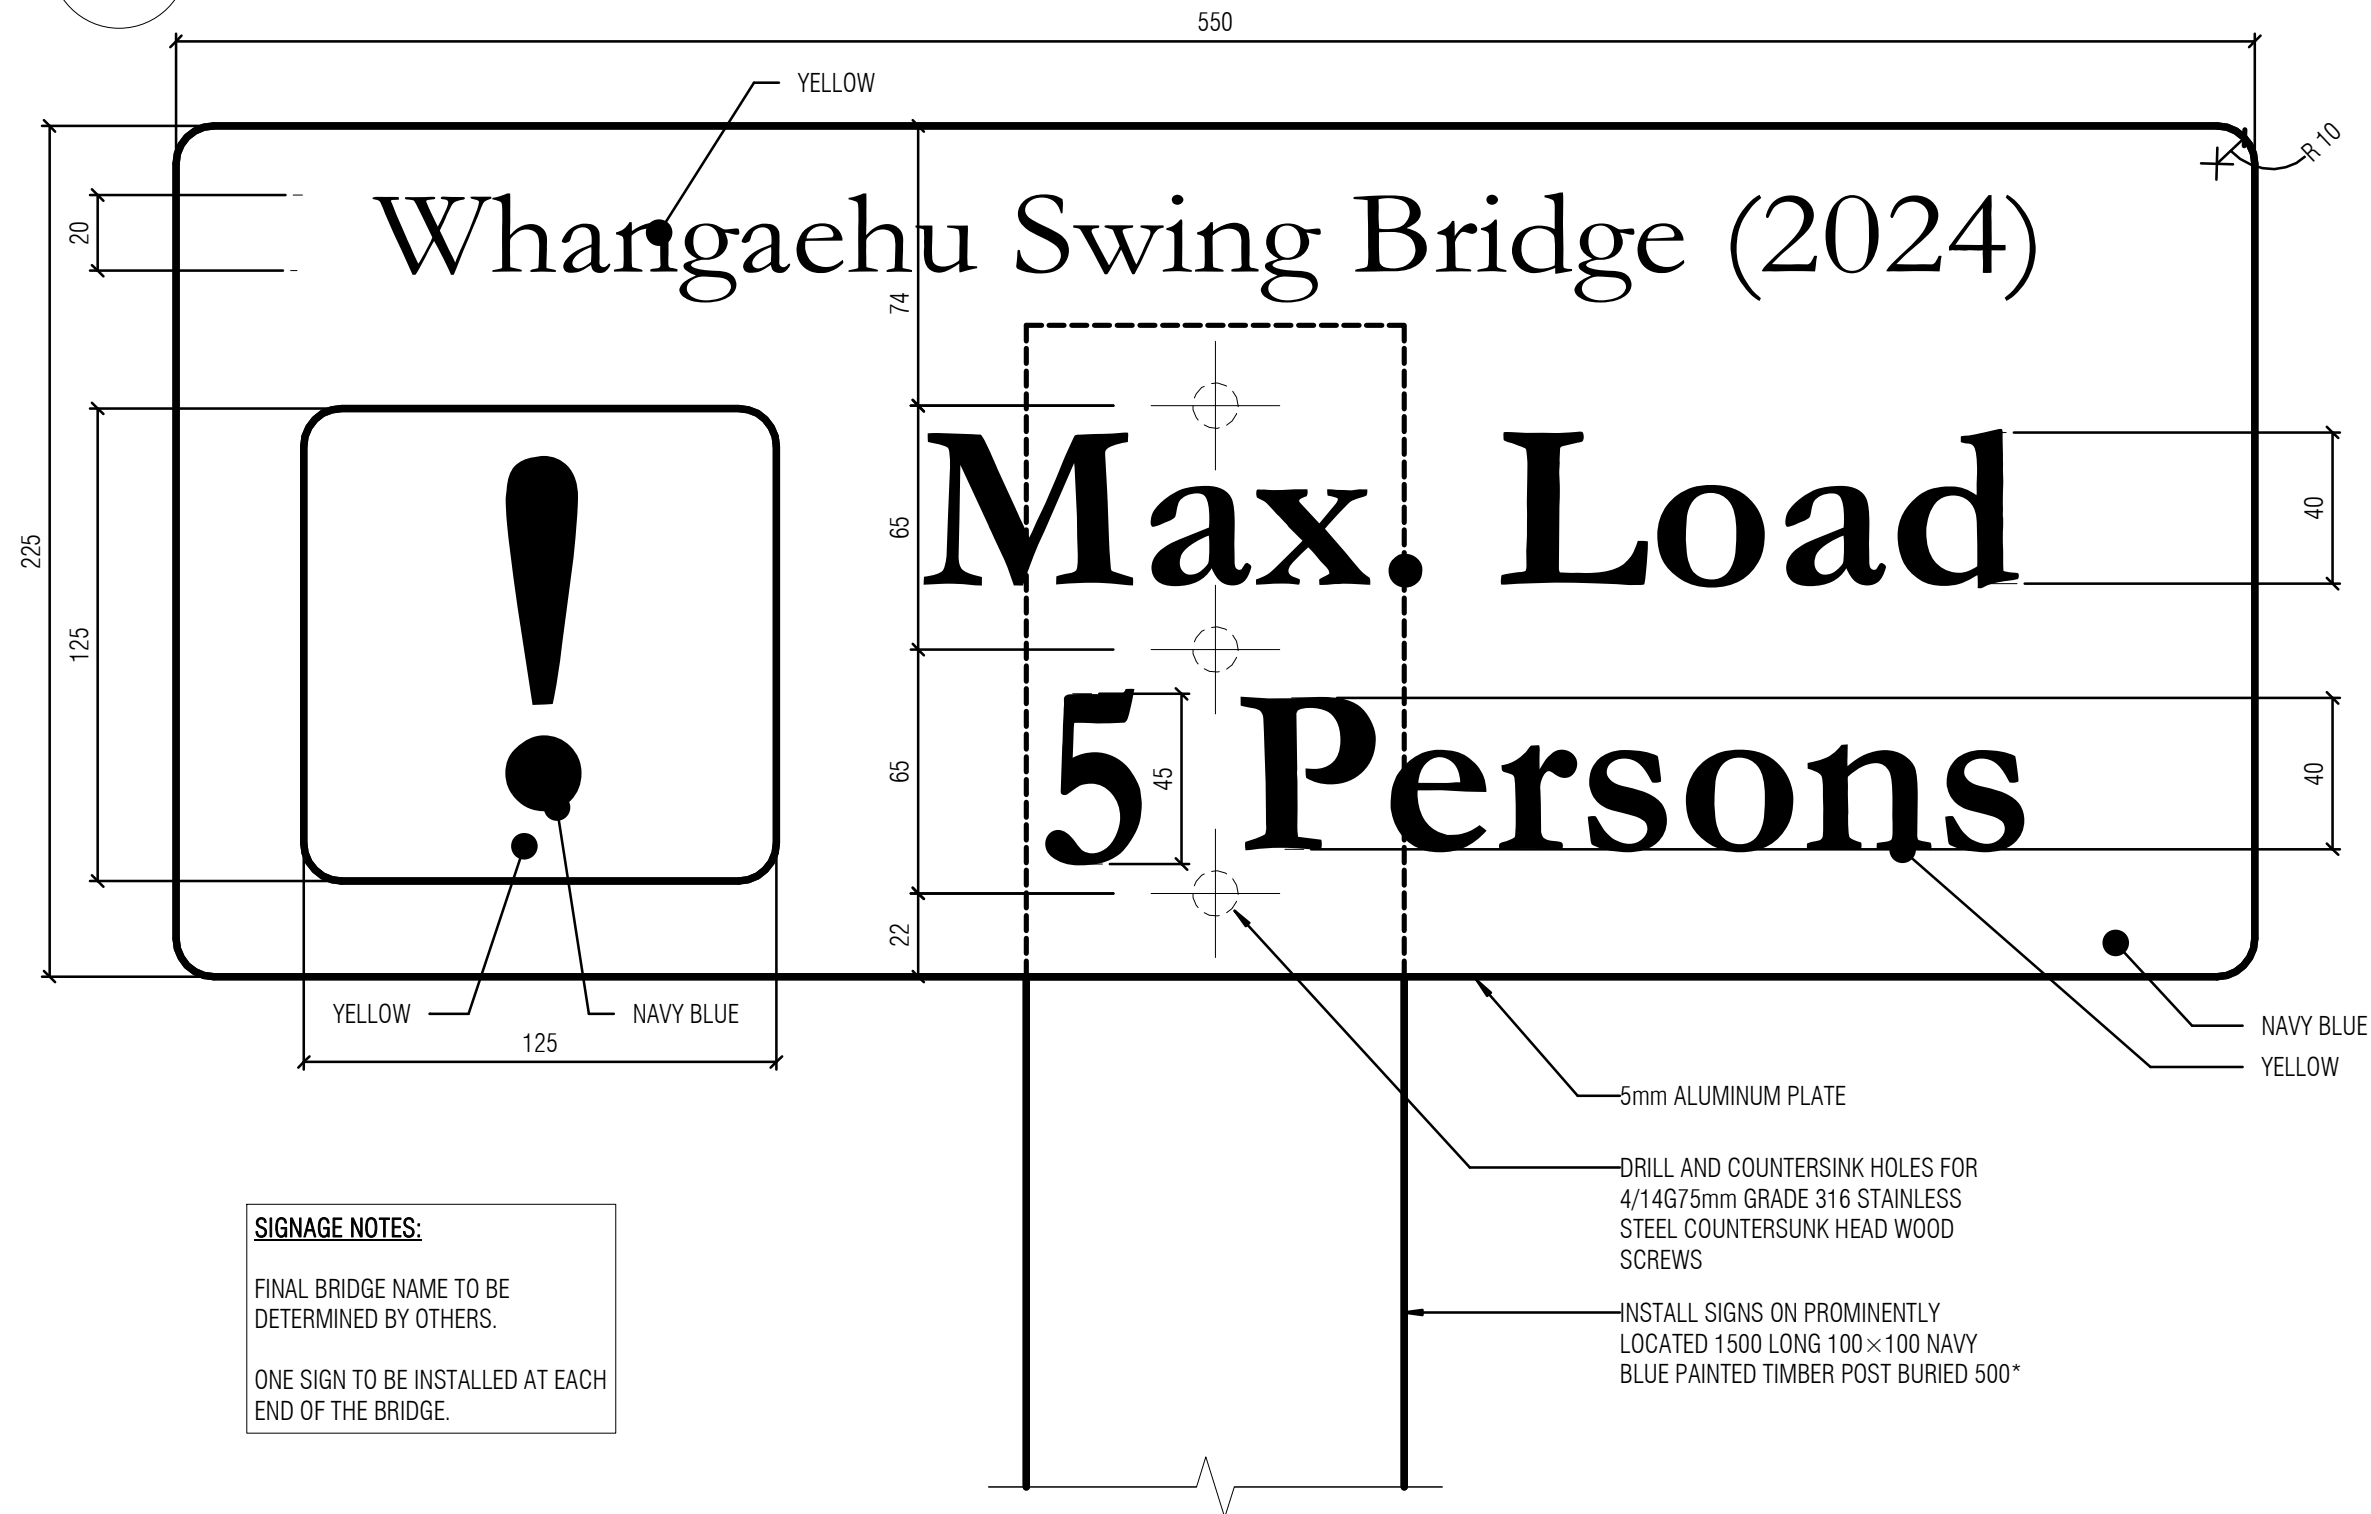 550
YELLOW
R 10
20
Whangaehu Swing Bridge (2024)
74
225
125
!
65
Max. Load
40
65
5 Persons
45
40
22
YELLOW
NAVY BLUE
125
NAVY BLUE
YELLOW
5mm ALUMINUM PLATE
DRILL AND COUNTERSINK HOLES FOR
4/14G75mm GRADE 316 STAINLESS
STEEL COUNTERSUNK HEAD WOOD
SCREWS
INSTALL SIGNS ON PROMINENTLY
LOCATED 1500 LONG 100×100 NAVY
BLUE PAINTED TIMBER POST BURIED 500*
SIGNAGE NOTES:
FINAL BRIDGE NAME TO BE
DETERMINED BY OTHERS.
ONE SIGN TO BE INSTALLED AT EACH
END OF THE BRIDGE.